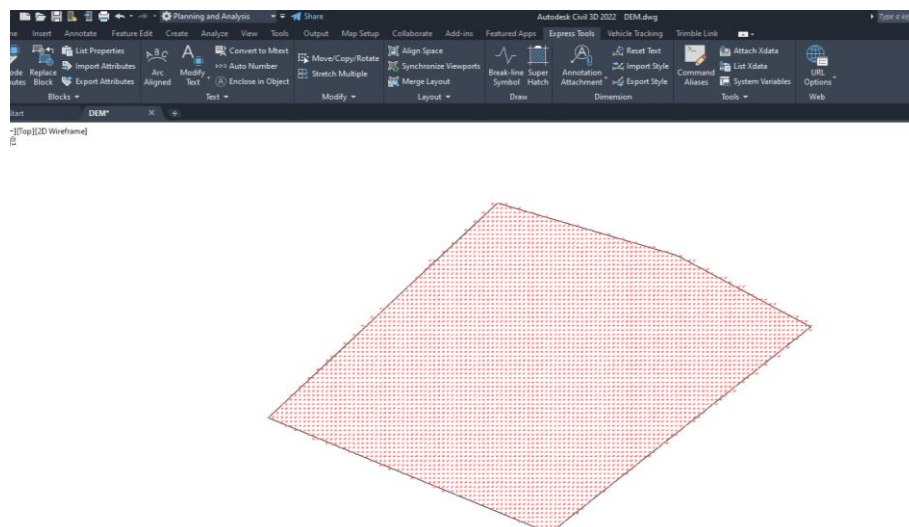 Planning and Analysis
Share
Autodesk Civil 3D 2022 DEM.dwg
Type a key
Insert Annotate Feature Edit Create Analyze View Tools Output Map Setup Collaborate Add-ins Featured Apps Express Tools Vehicle Tracking Trimble Link
List Properties
Import Attributes
Export Attributes
Replace Block
Blocks
Arc Aligned
Modify Text
Convert to Mtext
Auto Number
Enclose in Object
Text
Move/Copy/Rotate
Stretch Multiple
Modify
Align Space
Synchronize Viewports
Merge Layout
Layout
Break-line Symbol
Super Hatch
Draw
Annotation Attachment
Reset Text
Import Style
Export Style
Dimension
Command Aliases
Attach Xdata
List Xdata
System Variables
Tools
URL Options
Web
Start
DEM*
[Top][2D Wireframe]